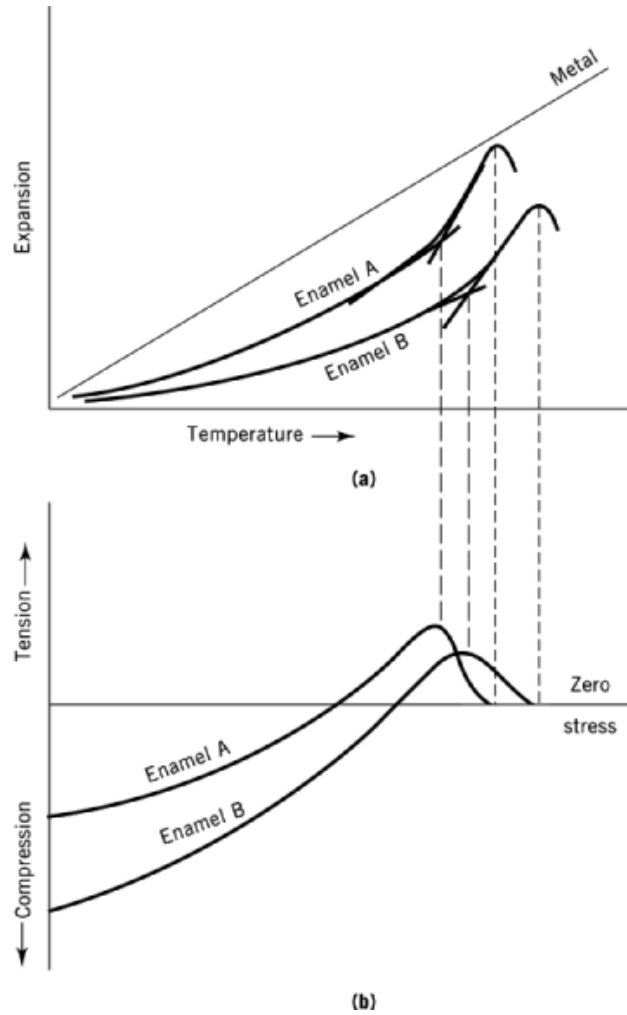 Metal
Expansion
Enamel A
Enamel B
Temperature
(a)
Tension
Zero
stress
Enamel A
Enamel B
Compression
(b)